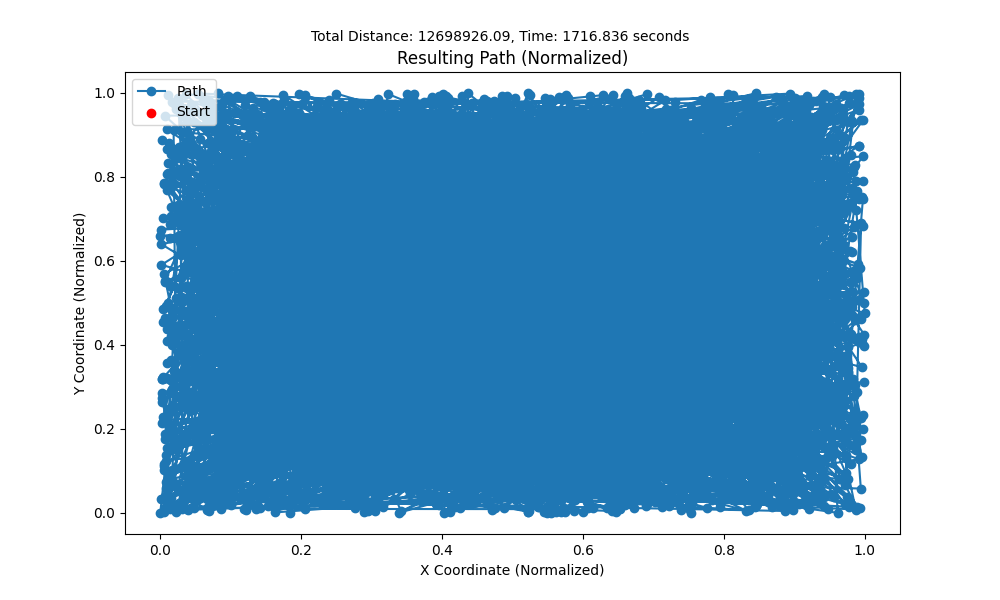 Total Distance: 12698926.09, Time: 1716.836 seconds
Resulting Path (Normalized)
Path
Start
1.0
0.8
0.6
0.4
0.2
0.0
Y Coordinate (Normalized)
0.0 0.2 0.4 0.6 0.8 1.0
X Coordinate (Normalized)